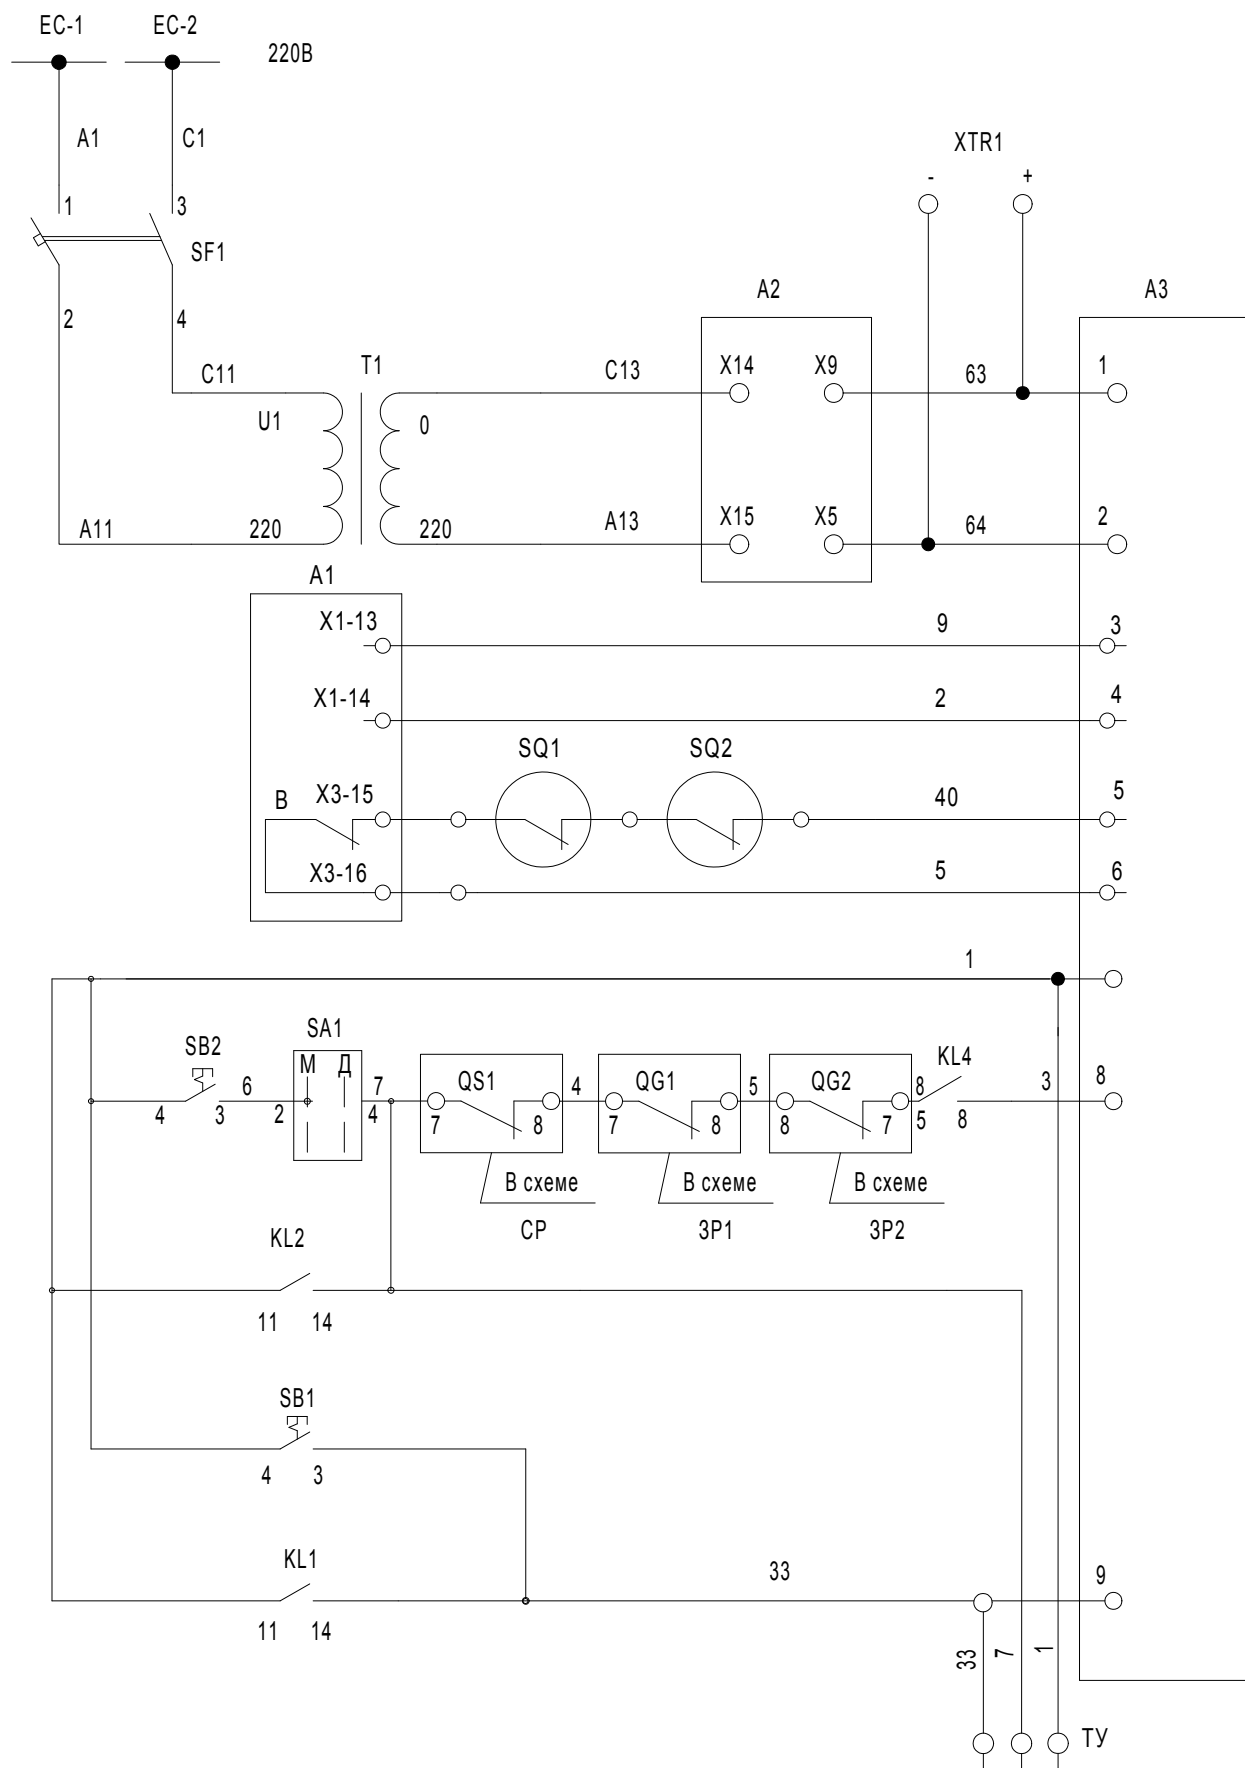 EC-1 EC-2
220В
A1 C1
XTR1
- +
1 3
SF1
2 4
A2 A3
C11 T1 C13 X14 X9 63 1
U1 0
A11 220 220 A13 X15 X5 64 2
A1
X1-13 9 3
X1-14 2 4
SQ1 SQ2
В X3-15 40 5
X3-16 5 6
1
SB2 SA1 KL4
М Д
6 7 QS1 4 QG1 5 QG2 8 3 8
4 3 2 4 7 8 7 8 8 7 5 8
В схеме В схеме В схеме
СР ЗР1 ЗР2
KL2
11 14
SB1
4 3
KL1 33 9
11 14
33 7 1
ТУ